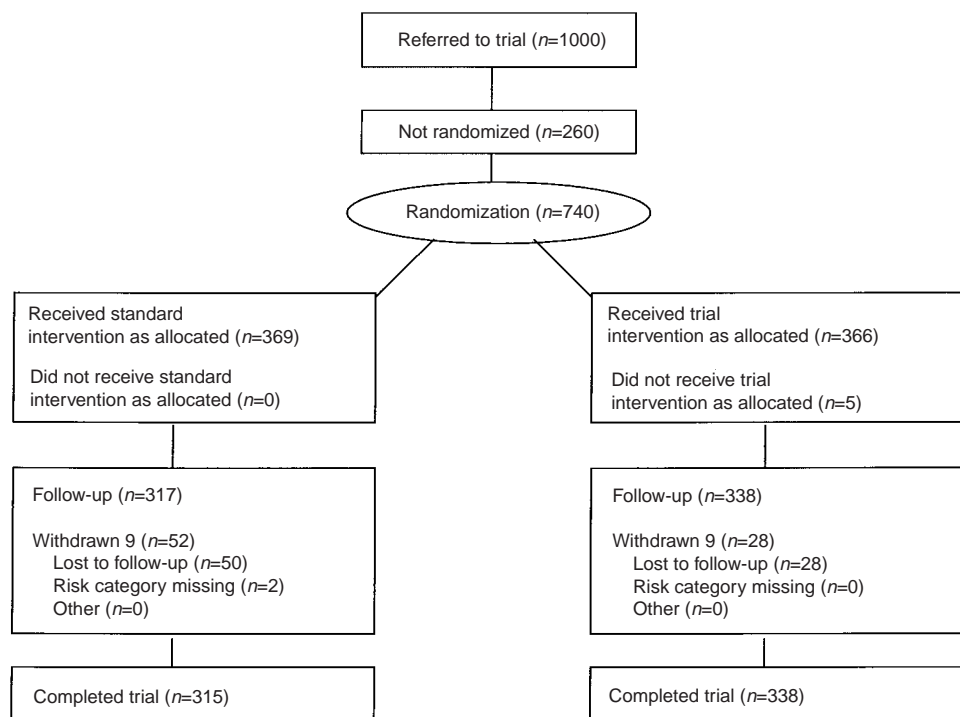 Referred to trial (n=1000)
Not randomized (n=260)
Randomization (n=740)
Received standard
intervention as allocated (n=369)
Did not receive standard
intervention as allocated (n=0)
Received trial
intervention as allocated (n=366)
Did not receive trial
intervention as allocated (n=5)
Follow-up (n=317)
Withdrawn 9 (n=52)
Lost to follow-up (n=50)
Risk category missing (n=2)
Other (n=0)
Follow-up (n=338)
Withdrawn 9 (n=28)
Lost to follow-up (n=28)
Risk category missing (n=0)
Other (n=0)
Completed trial (n=315)
Completed trial (n=338)